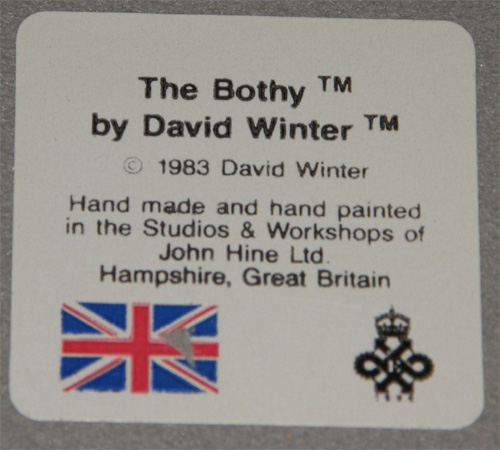 The Bothy ™
by David Winter ™
© 1983 David Winter
Hand made and hand painted
in the Studios & Workshops of
John Hine Ltd.
Hampshire, Great Britain